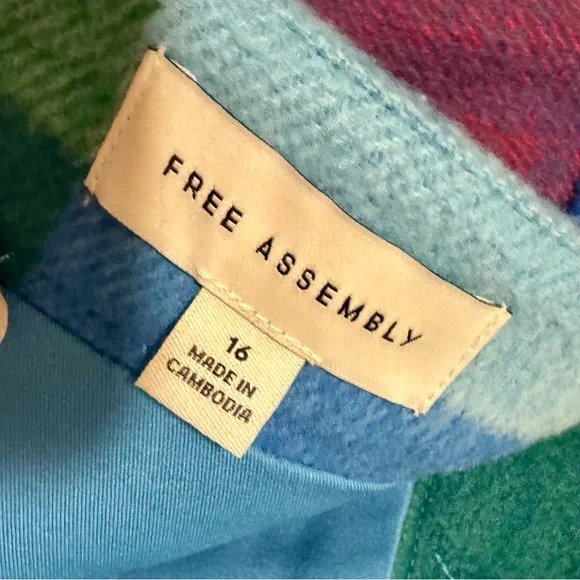 FREE ASSEMBLY
16
MADE IN
CAMBODIA